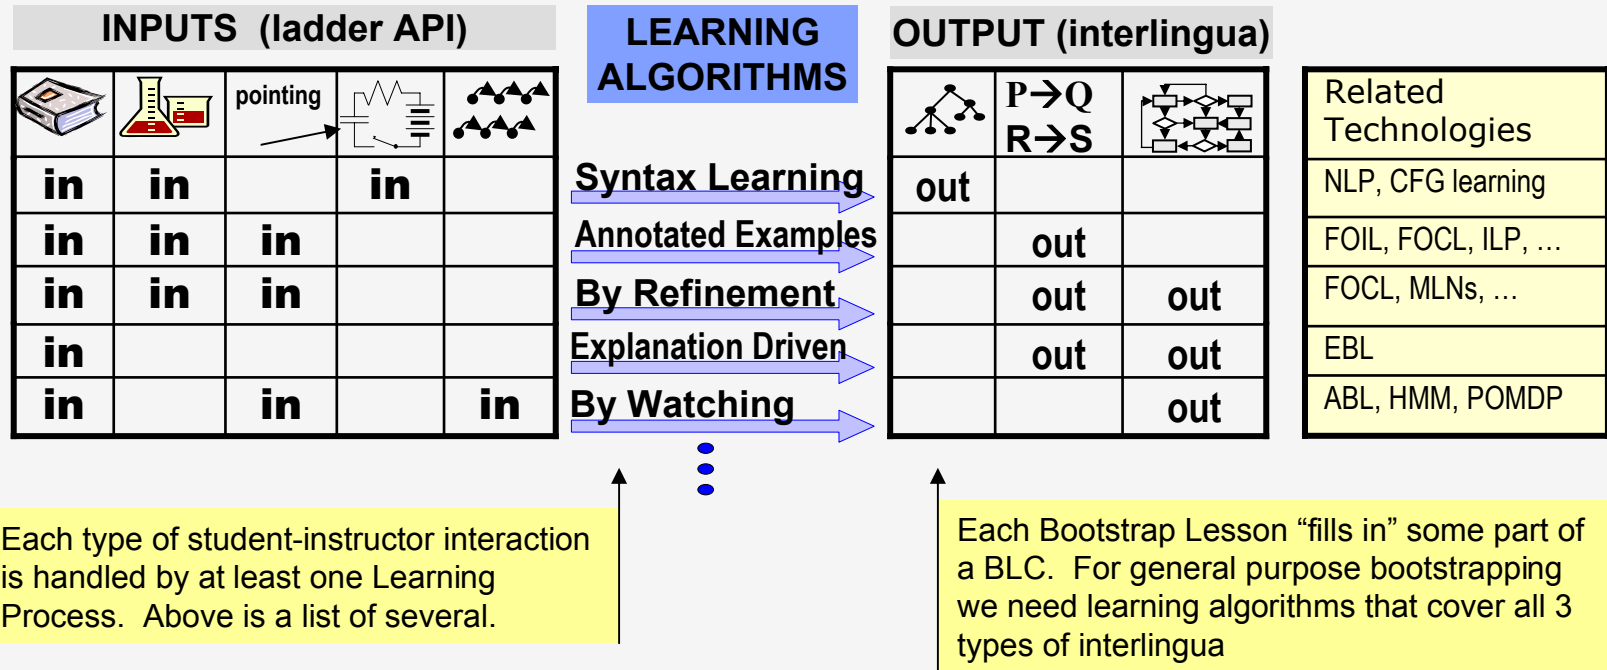 INPUTS (ladder API)
LEARNING
ALGORITHMS
OUTPUT (interlingua)
pointing
P→Q
R→S
Related
Technologies
in in in Syntax Learning out NLP, CFG learning
in in in Annotated Examples out FOIL, FOCL, ILP, …
in in in By Refinement out out FOCL, MLNs, …
in Explanation Driven out out EBL
in in in By Watching out ABL, HMM, POMDP
Each type of student-instructor interaction
is handled by at least one Learning
Process. Above is a list of several.
Each Bootstrap Lesson “fills in” some part of
a BLC. For general purpose bootstrapping
we need learning algorithms that cover all 3
types of interlingua